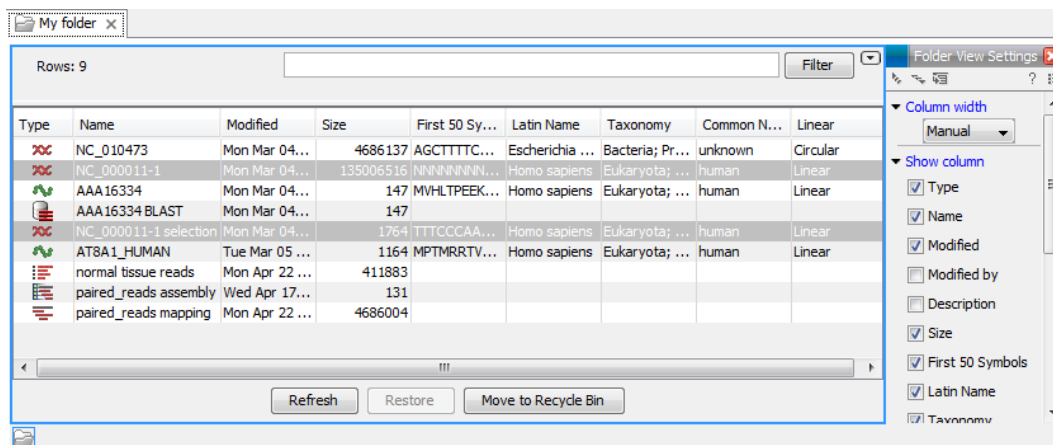 My folder
Rows: 9
Filter
Folder View Settings
?
Column width
Manual
Show column
Type
Name
Modified
Modified by
Description
Size
First 50 Symbols
Latin Name
Taxonomy
Type Name Modified Size First 50 Sy... Latin Name Taxonomy Common N... Linear
NC_010473 Mon Mar 04... 4686137 AGCTTTTC... Escherichia ... Bacteria; Pr... unknown Circular
NC_000011-1 Mon Mar 04... 135006516 NNNNNNNN... Homo sapiens Eukaryota; ... human Linear
AAA16334 Mon Mar 04... 147 MVHLTPEEK... Homo sapiens Eukaryota; ... human Linear
AAA16334 BLAST Mon Mar 04... 147
NC_000011-1 selection Mon Mar 04... 1764 TTTCCCAA... Homo sapiens Eukaryota; ... human Linear
AT8A1_HUMAN Tue Mar 05 ... 1164 MPTMRRTV... Homo sapiens Eukaryota; ... human Linear
normal tissue reads Mon Apr 22 ... 411883
paired_reads assembly Wed Apr 17... 131
paired_reads mapping Mon Apr 22 ... 4686004
Refresh Restore Move to Recycle Bin